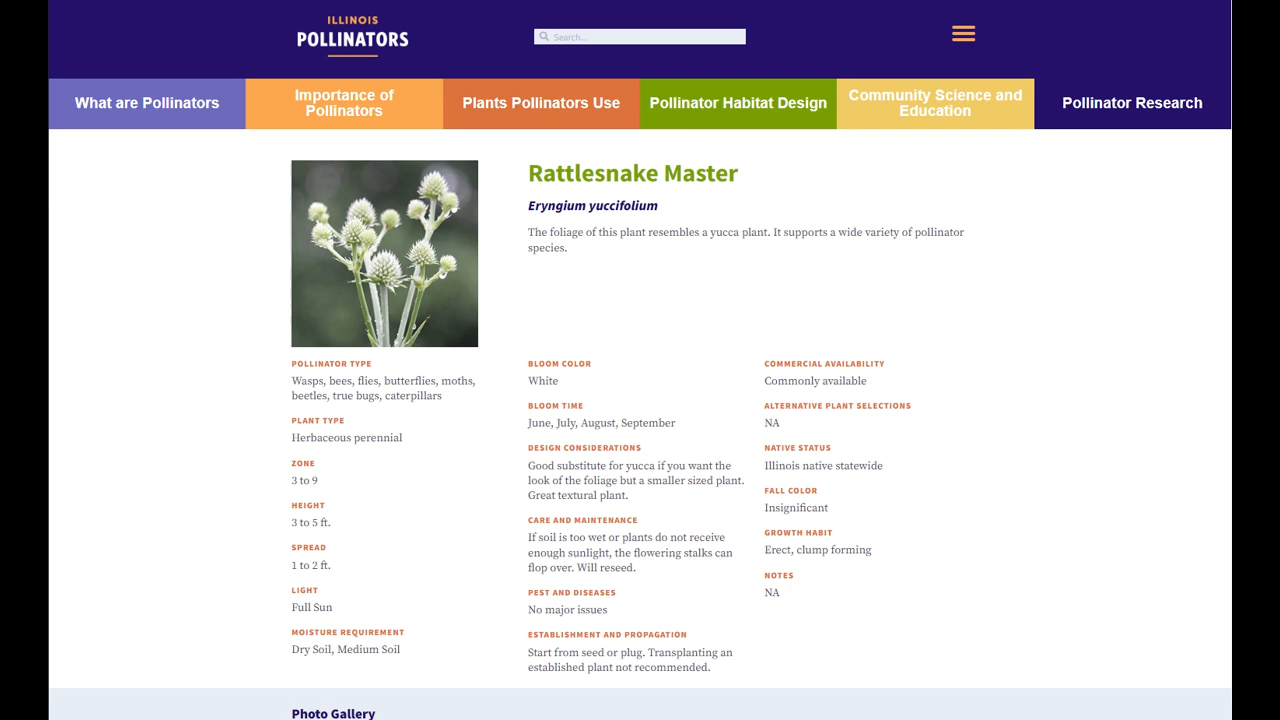 ILLINOIS
POLLINATORS
Search...
What are Pollinators
Importance of
Pollinators
Plants Pollinators Use
Pollinator Habitat Design
Community Science and
Education
Pollinator Research
Rattlesnake Master
Eryngium yuccifolium
The foliage of this plant resembles a yucca plant. It supports a wide variety of pollinator
species.
POLLINATOR TYPE
Wasps, bees, flies, butterflies, moths,
beetles, true bugs, caterpillars
PLANT TYPE
Herbaceous perennial
ZONE
3 to 9
HEIGHT
3 to 5 ft.
SPREAD
1 to 2 ft.
LIGHT
Full Sun
MOISTURE REQUIREMENT
Dry Soil, Medium Soil
BLOOM COLOR
White
BLOOM TIME
June, July, August, September
DESIGN CONSIDERATIONS
Good substitute for yucca if you want the
look of the foliage but a smaller sized plant.
Great textural plant.
CARE AND MAINTENANCE
If soil is too wet or plants do not receive
enough sunlight, the flowering stalks can
flop over. Will reseed.
PEST AND DISEASES
No major issues
ESTABLISHMENT AND PROPAGATION
Start from seed or plug. Transplanting an
established plant not recommended.
COMMERCIAL AVAILABILITY
Commonly available
ALTERNATIVE PLANT SELECTIONS
NA
NATIVE STATUS
Illinois native statewide
FALL COLOR
Insignificant
GROWTH HABIT
Erect, clump forming
NOTES
NA
Photo Gallery